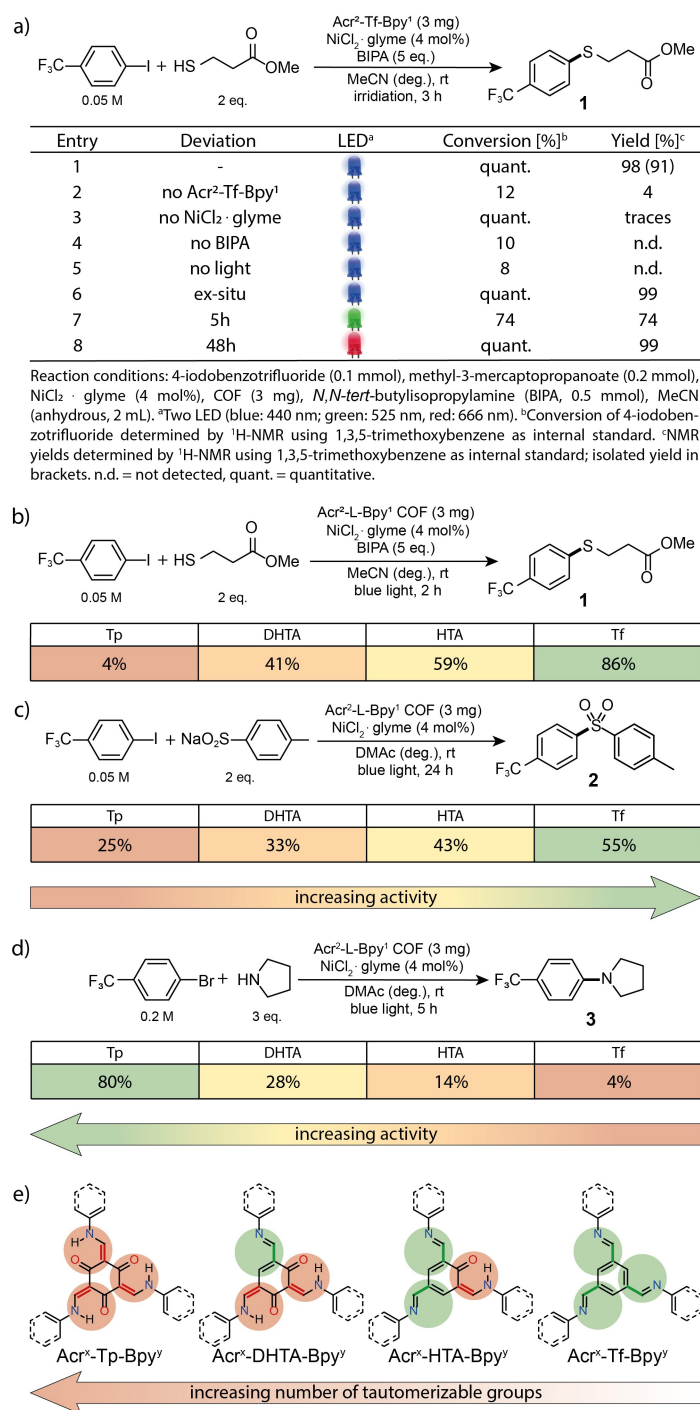 a)
Acr²-Tf-Bpy¹ (3 mg)
NiCl₂· glyme (4 mol%)
BIPA (5 eq.)
MeCN (deg.), rt
irridiation, 3 h
F₃C
I
+
HS
O
OMe
0.05 M
2 eq.
S
O
OMe
F₃C
1
Entry Deviation LEDᵃ Conversion [%]ᵇ Yield [%]ᶜ
1 - quant. 98 (91)
2 no Acr²-Tf-Bpy¹ 12 4
3 no NiCl₂ · glyme quant. traces
4 no BIPA 10 n.d.
5 no light 8 n.d.
6 ex-situ quant. 99
7 5h 74 74
8 48h quant. 99
Reaction conditions: 4-iodobenzotrifluoride (0.1 mmol), methyl-3-mercaptopropanoate (0.2 mmol),
NiCl₂ · glyme (4 mol%), COF (3 mg), N,N-tert-butylisopropylamine (BIPA, 0.5 mmol), MeCN
(anhydrous, 2 mL). ᵃTwo LED (blue: 440 nm; green: 525 nm, red: 666 nm). ᵇConversion of 4-iodoben-
zotrifluoride determined by ¹H-NMR using 1,3,5-trimethoxybenzene as internal standard. ᶜNMR
yields determined by ¹H-NMR using 1,3,5-trimethoxybenzene as internal standard; isolated yield in
brackets. n.d. = not detected, quant. = quantitative.
b)
Acr²-L-Bpy¹ COF (3 mg)
NiCl₂· glyme (4 mol%)
BIPA (5 eq.)
MeCN (deg.), rt
blue light, 2 h
F₃C
I
+
HS
O
OMe
0.05 M
2 eq.
S
OMe
O
F₃C
1
Tp DHTA HTA Tf
4% 41% 59% 86%
c)
Acr²-L-Bpy¹ COF (3 mg)
NiCl₂· glyme (4 mol%)
DMAc (deg.), rt
blue light, 24 h
F₃C
I
+
NaO₂S
0.05 M
2 eq.
O O
S
F₃C
2
Tp DHTA HTA Tf
25% 33% 43% 55%
increasing activity
d)
Acr²-L-Bpy¹ COF (3 mg)
NiCl₂· glyme (4 mol%)
DMAc (deg.), rt
blue light, 5 h
F₃C
Br
+
HN
0.2 M
3 eq.
F₃C
N
3
Tp DHTA HTA Tf
80% 28% 14% 4%
increasing activity
e)
H N O O H N O N H
N O H N O N H
N O H N N
N N N
Acrˣ-Tp-Bpyʸ Acrˣ-DHTA-Bpyʸ Acrˣ-HTA-Bpyʸ Acrˣ-Tf-Bpyʸ
increasing number of tautomerizable groups